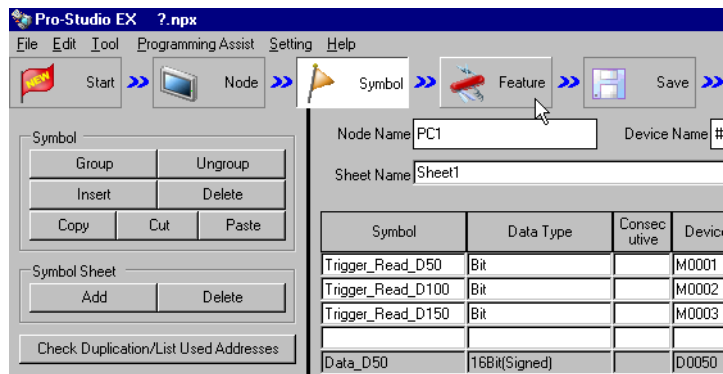 Pro-Studio EX ?.npx
File Edit Tool Programming Assist Setting Help
NEW Start Node Symbol Feature Save
Symbol
Group Ungroup
Insert Delete
Copy Cut Paste
Symbol Sheet
Add Delete
Check Duplication/List Used Addresses
Node Name PC1 Device Name #
Sheet Name Sheet1
Symbol Data Type Consec Device
utive
Trigger_Read_D50 Bit M0001
Trigger_Read_D100 Bit M0002
Trigger_Read_D150 Bit M0003
Data_D50 16Bit(Signed) D0050